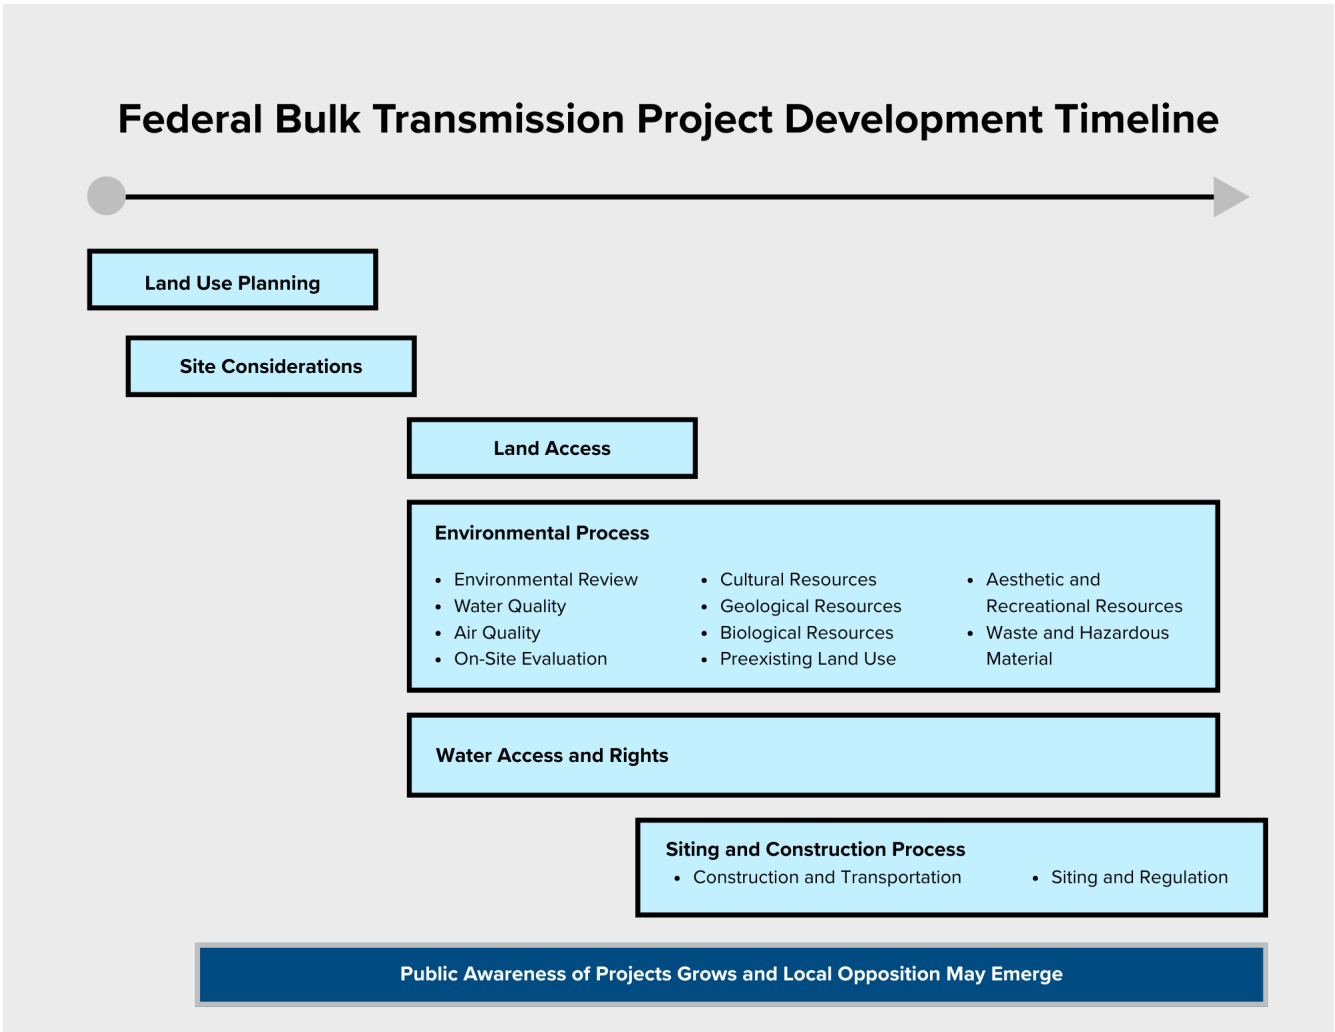 Federal Bulk Transmission Project Development Timeline
Land Use Planning
Site Considerations
Land Access
Environmental Process
• Environmental Review
• Water Quality
• Air Quality
• On-Site Evaluation
• Cultural Resources
• Geological Resources
• Biological Resources
• Preexisting Land Use
• Aesthetic and
Recreational Resources
• Waste and Hazardous
Material
Water Access and Rights
Siting and Construction Process
• Construction and Transportation
• Siting and Regulation
Public Awareness of Projects Grows and Local Opposition May Emerge